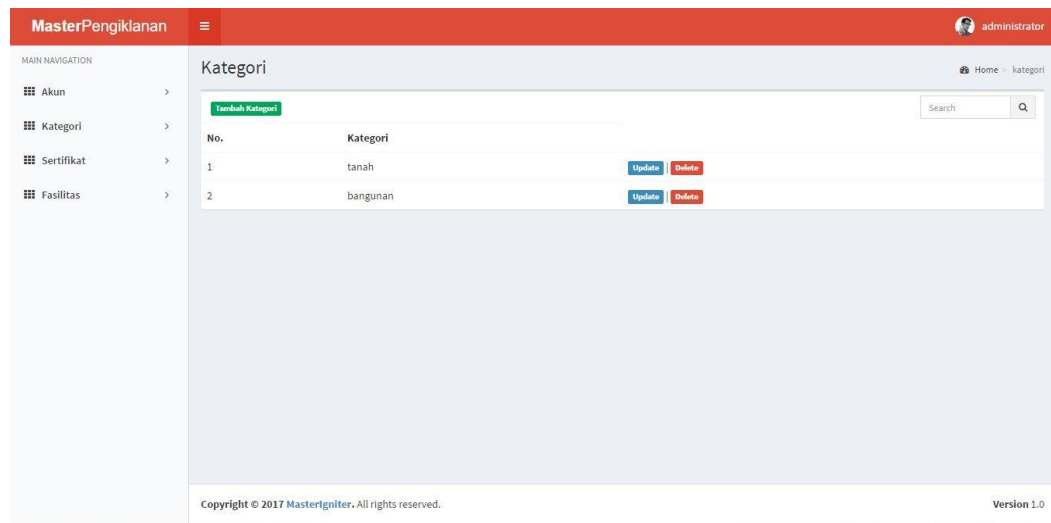 MasterPengiklanan
administrator
MAIN NAVIGATION
Akun
Kategori
Sertifikat
Fasilitas
Kategori
Home > kategori
Tambah Kategori
Search
No. Kategori
1 tanah Update | Delete
2 bangunan Update | Delete
Copyright © 2017 MasterIgniter. All rights reserved.
Version 1.0